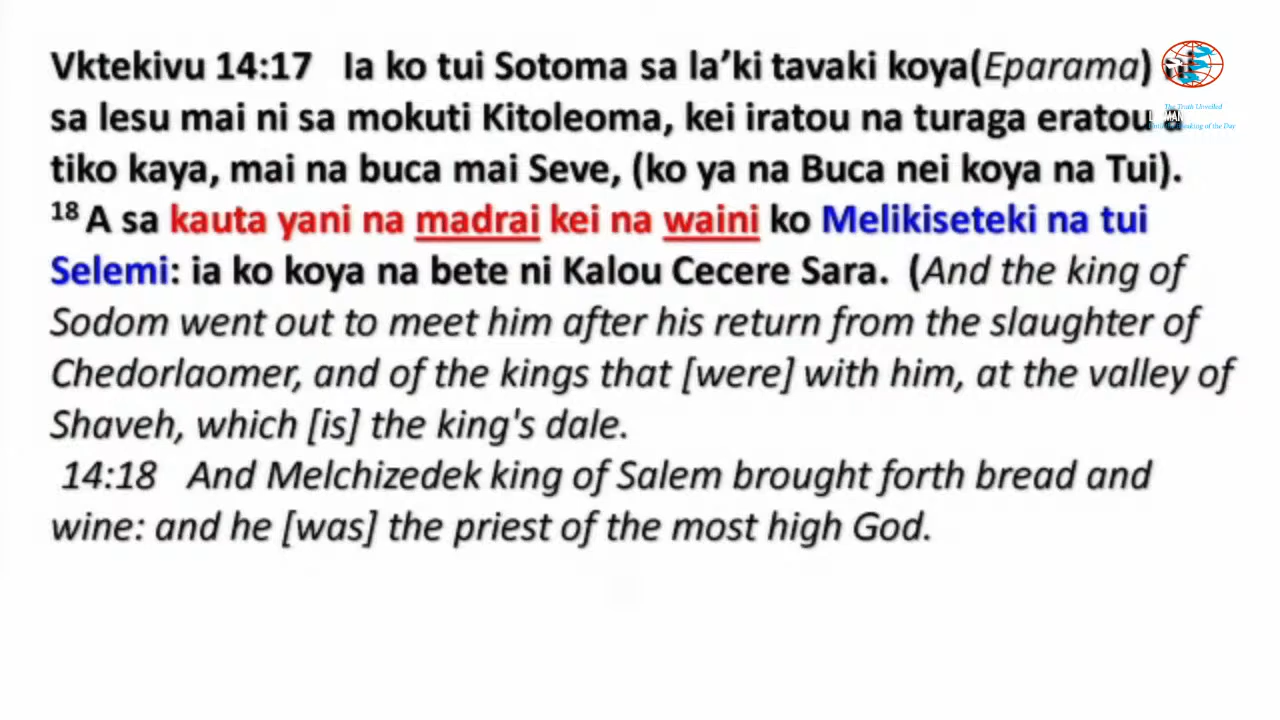 Vktekivu 14:17 Ia ko tui Sotoma sa la’ki tavaki koya(Eparama)
sa lesu mai ni sa mokuti Kitoleoma, kei iratou na turaga eratou
tiko kaya, mai na buca mai Seve, (ko ya na Buca nei koya na Tui).
18 A sa kauta yani na madrai kei na waini ko Melikiseteki na tui
Selemi: ia ko koya na bete ni Kalou Cecere Sara. (And the king of
Sodom went out to meet him after his return from the slaughter of
Chedorlaomer, and of the kings that [were] with him, at the valley of
Shaveh, which [is] the king's dale.
14:18 And Melchizedek king of Salem brought forth bread and
wine: and he [was] the priest of the most high God.
The Truth Unveiled
of the Day